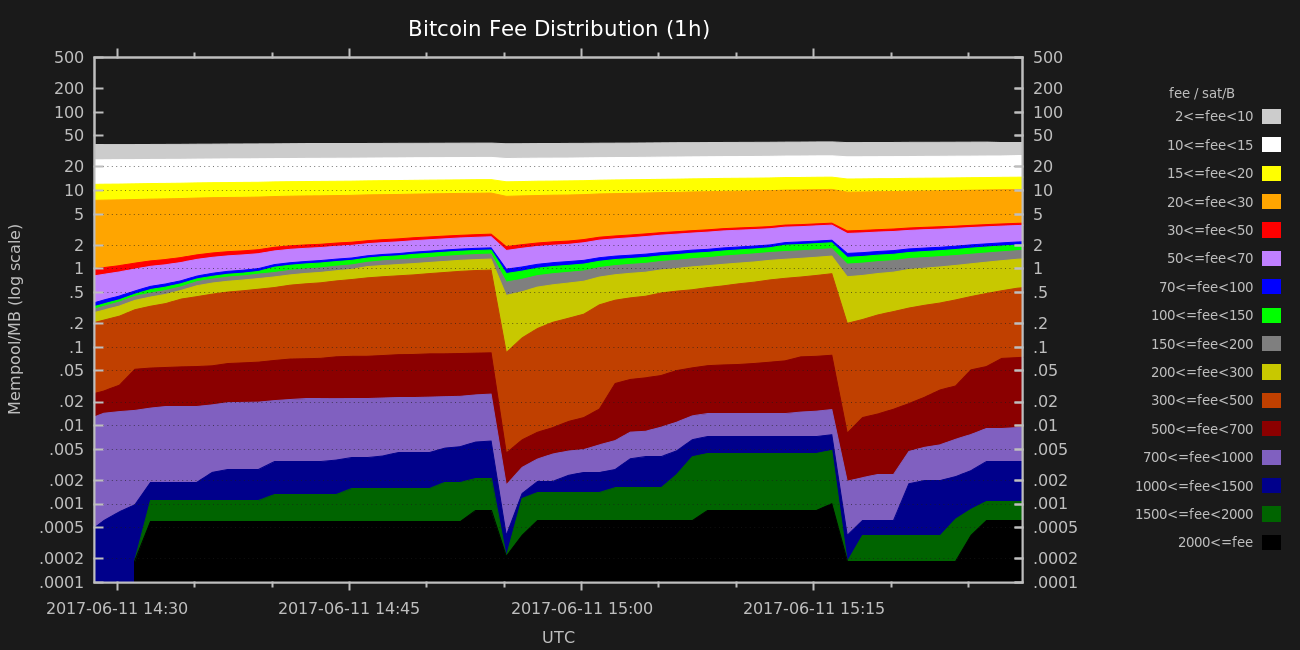 Bitcoin Fee Distribution (1h)
Mempool/MB (log scale)
500
200
100
50
20
10
5
2
1
.5
.2
.1
.05
.02
.01
.005
.002
.001
.0005
.0002
.0001
500
200
100
50
20
10
5
2
1
.5
.2
.1
.05
.02
.01
.005
.002
.001
.0005
.0002
.0001
2017-06-11 14:30
2017-06-11 14:45
2017-06-11 15:00
2017-06-11 15:15
UTC
fee / sat/B
2<=fee<10
10<=fee<15
15<=fee<20
20<=fee<30
30<=fee<50
50<=fee<70
70<=fee<100
100<=fee<150
150<=fee<200
200<=fee<300
300<=fee<500
500<=fee<700
700<=fee<1000
1000<=fee<1500
1500<=fee<2000
2000<=fee